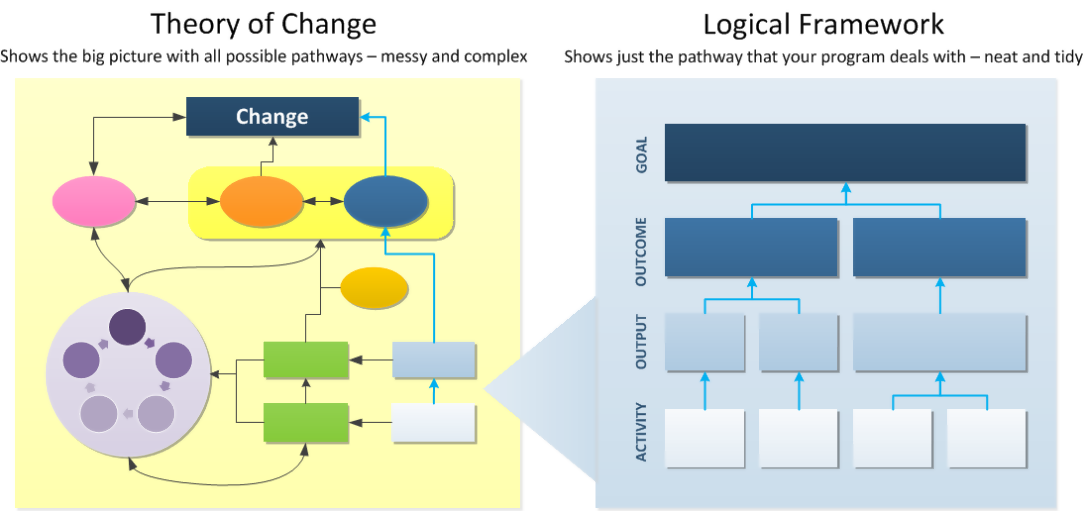 Theory of Change
Shows the big picture with all possible pathways – messy and complex
Change
Logical Framework
Shows just the pathway that your program deals with – neat and tidy
GOAL
OUTCOME
OUTPUT
ACTIVITY